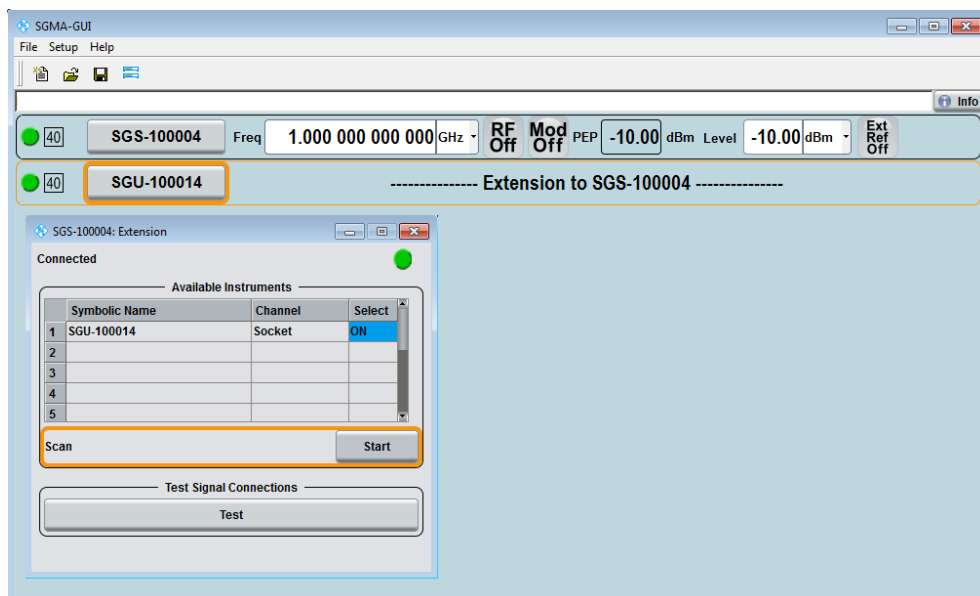 SGMA-GUI
File Setup Help
Info
40 SGS-100004 Freq 1.000 000 000 000 GHz RF Off Mod Off PEP -10.00 dBm Level -10.00 dBm Ext Ref Off
40 SGU-100014 --------------- Extension to SGS-100004 ---------------
SGS-100004: Extension
Connected
Available Instruments
Symbolic Name Channel Select
1 SGU-100014 Socket ON
2
3
4
5
Scan Start
Test Signal Connections
Test